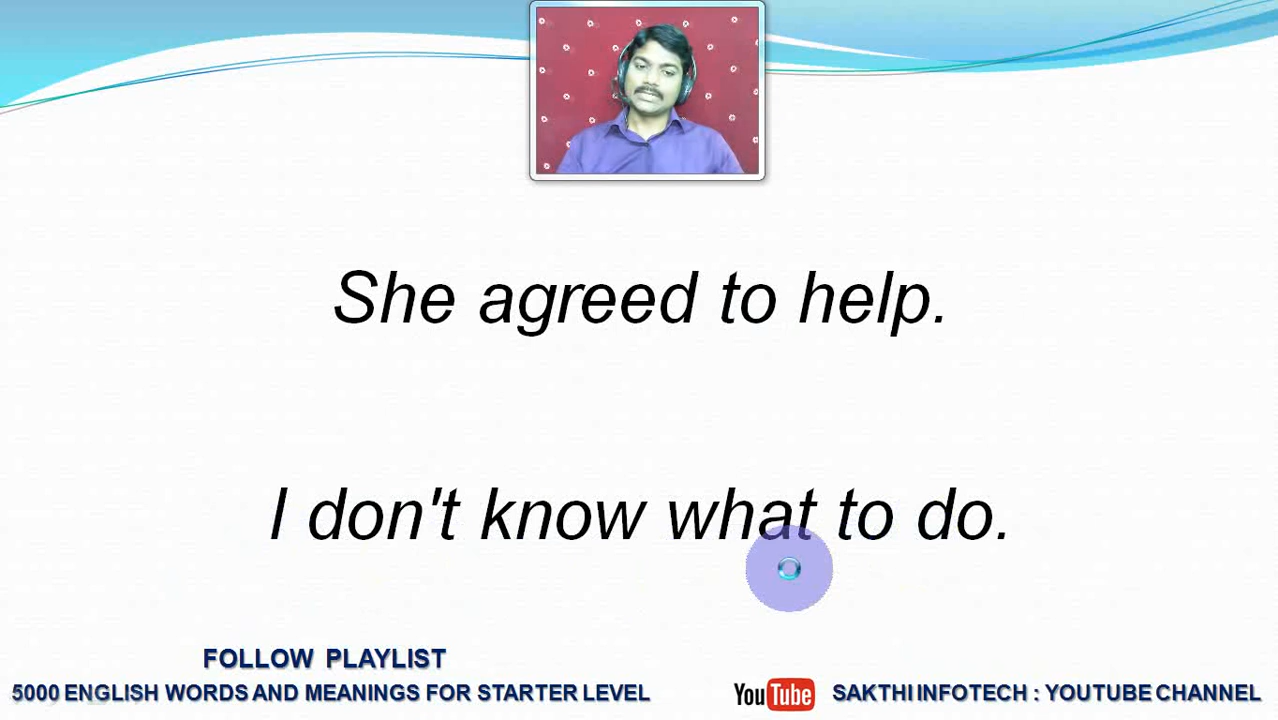 She agreed to help.
I don't know what to do.
FOLLOW PLAYLIST
5000 ENGLISH WORDS AND MEANINGS FOR STARTER LEVEL
YouTube SAKTHI INFOTECH : YOUTUBE CHANNEL